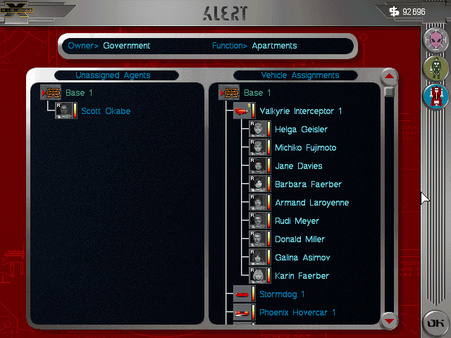 ALERT
$ 92696
Owner> Government Function> Apartments
Unassigned Agents
Base 1
Scott Okabe
Vehicle Assignments
Base 1
Valkyrie Interceptor 1
Helga Geisler
Michiko Fujimoto
Jane Davies
Barbara Faerber
Armand Laroyenne
Rudi Meyer
Donald Miller
Galina Asimov
Karin Faerber
Stormdog 1
Phoenix Hovercar 1
OK